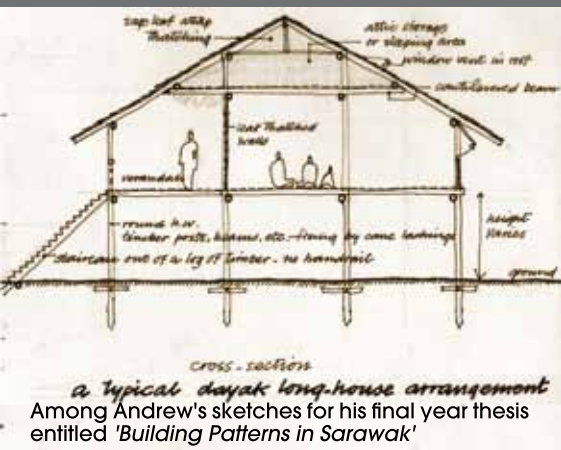 sago leaf atap
thatching
attic storage
or sleeping area
window vent in roof
cantilevered beam
leaf thatched
walls
verandah
round h.w.
timber posts, beams, etc. fixing by cane lashings
staircase out of a log of timber. no handrail
height
varies
ground
cross-section
a typical dayak long-house arrangement
Among Andrew's sketches for his final year thesis
entitled 'Building Patterns in Sarawak'